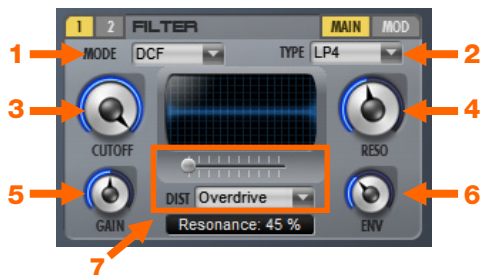 1 2 FILTER MAIN MOD
1 MODE DCF TYPE LP4 2
3 CUTOFF RESO 4
5 GAIN DIST Overdrive ENV 6
Resonance: 45 %
7